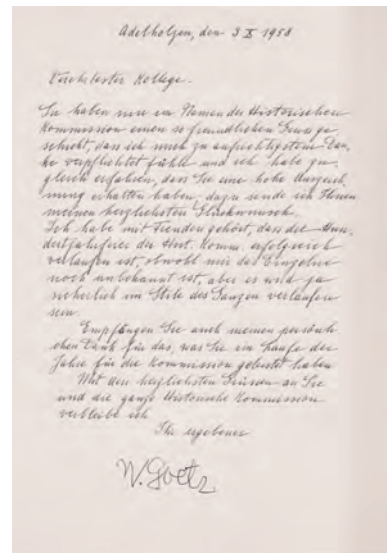 Adelholzen, den 3 X 1958
Verehrtester Kollege.
Sie haben mir im Namen der Historischen
Kommission einen so freundlichen Gruss ge
schickt, dass ich mich zu aufrichtigstem Dan-
ke verpflichtet fühle und ich habe zu-
gleich erfahren, dass Sie eine hohe Auszeich-
nung erhalten haben, dazu sende ich Ihnen
meinen herzlichsten Glückwunsch.
Ich habe mit Freuden gehört, dass die Hun-
dertjahrfeier der Hist. Komm. erfolgreich
verlaufen ist, obwohl mir das Einzelne
noch unbekannt ist, aber es wird ja
sicherlich im Stile des Ganzen verlaufen
sein.
Empfangen Sie auch meinen persönli
chen Dank für das, was Sie im Laufe der
Jahre für die Kommission geleistet haben
Mit den herzlichsten Grüssen an Sie
und die ganze Historische Kommission
verbleibe ich
Ihr ergebener
W. Goetz